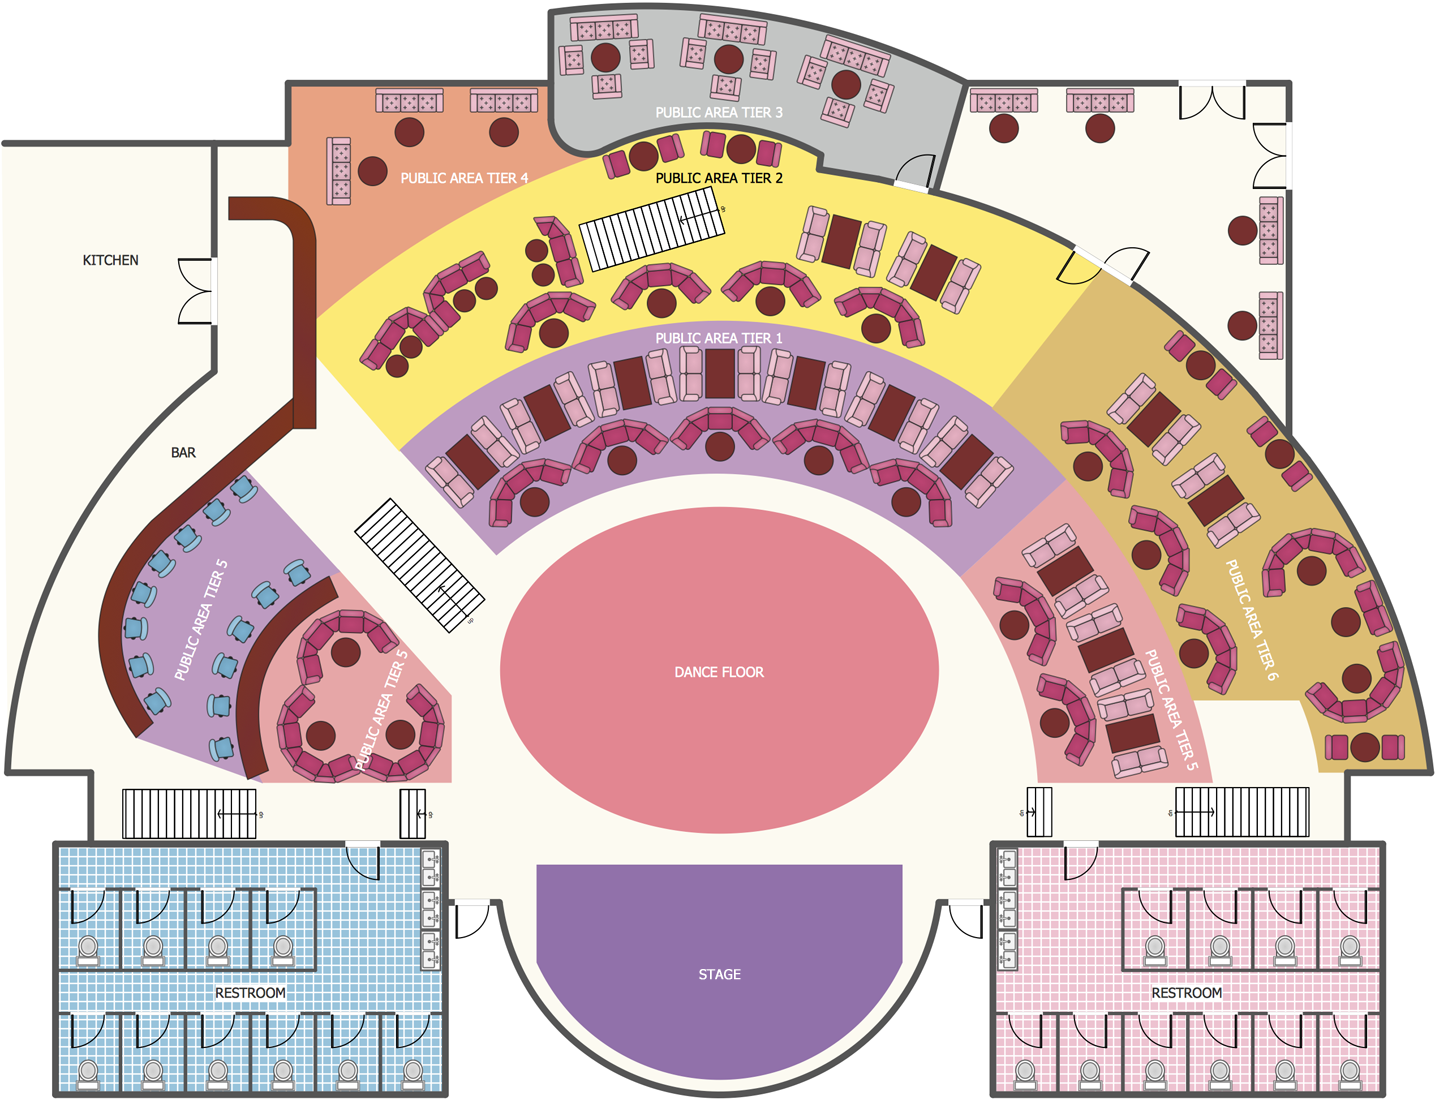 PUBLIC AREA TIER 3
PUBLIC AREA TIER 4
PUBLIC AREA TIER 2
KITCHEN
PUBLIC AREA TIER 1
BAR
PUBLIC AREA TIER 5
PUBLIC AREA TIER 5
DANCE FLOOR
PUBLIC AREA TIER 5
PUBLIC AREA TIER 6
STAGE
RESTROOM
RESTROOM